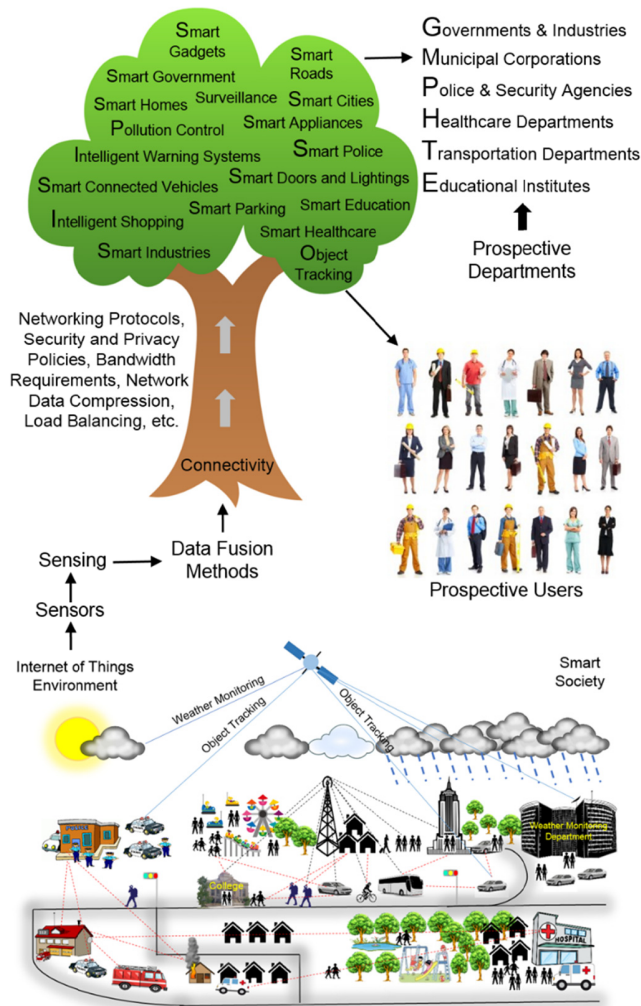 Smart
Gadgets
Smart Government
Smart Homes
Surveillance
Pollution Control
Intelligent Warning Systems
Smart Connected Vehicles
Intelligent Shopping
Smart Industries
Smart
Roads
Smart Cities
Smart Appliances
Smart Police
Smart Doors and Lightings
Smart Parking
Smart Education
Smart Healthcare
Object
Tracking
Governments & Industries
Municipal Corporations
Police & Security Agencies
Healthcare Departments
Transportation Departments
Educational Institutes
Prospective
Departments
Networking Protocols,
Security and Privacy
Policies, Bandwidth
Requirements, Network
Data Compression,
Load Balancing, etc.
Connectivity
Sensing
Data Fusion
Methods
Sensors
Internet of Things
Environment
Prospective Users
Smart
Society
Weather Monitoring
Object Tracking
Object Tracking
Weather Monitoring
Department
College
HOSPITAL